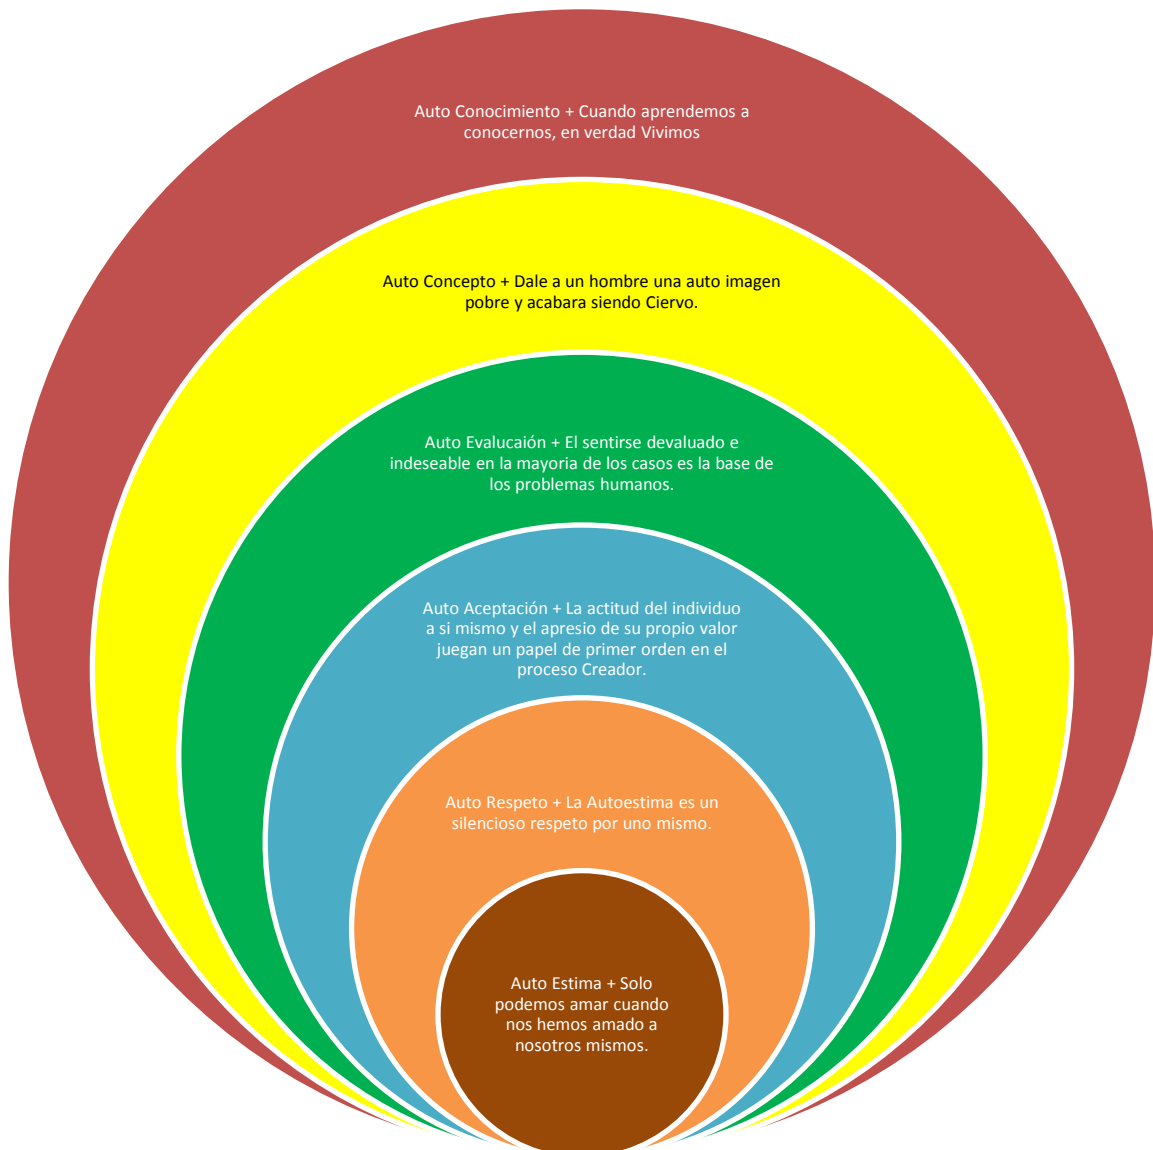 Auto Conocimiento + Cuando aprendemos a
conocernos, en verdad Vivimos
Auto Concepto + Dale a un hombre una auto imagen
pobre y acabara siendo Ciervo.
Auto Evalucaión + El sentirse devaluado e
indeseable en la mayoria de los casos es la base de
los problemas humanos.
Auto Aceptación + La actitud del individuo
a si mismo y el apresio de su propio valor
juegan un papel de primer orden en el
proceso Creador.
Auto Respeto + La Autoestima es un
silencioso respeto por uno mismo.
Auto Estima + Solo
podemos amar cuando
nos hemos amado a
nosotros mismos.